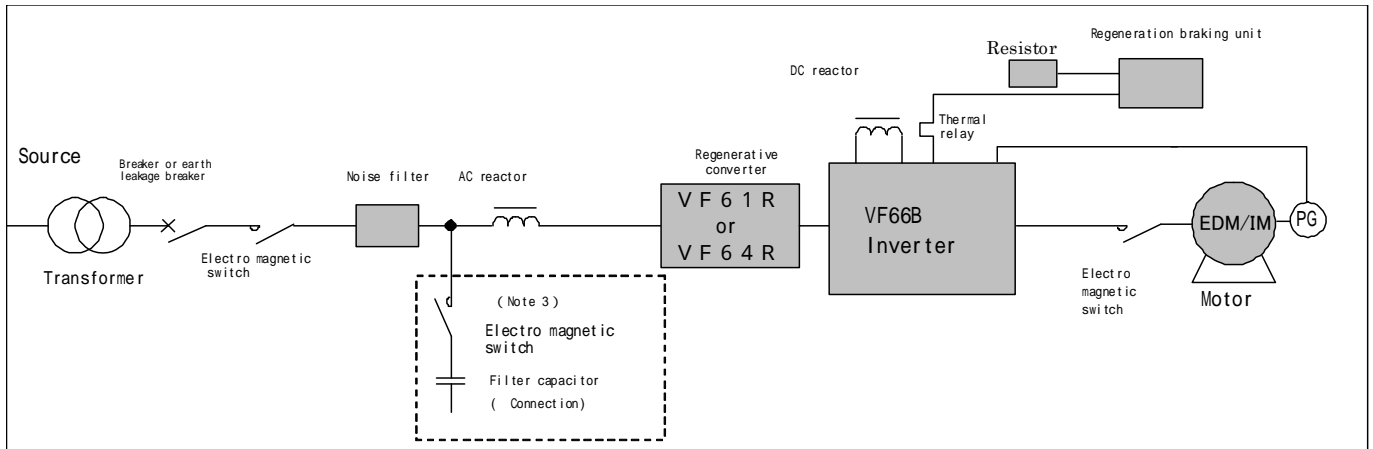 Resistor
Regeneration braking unit
DC reactor
Thermal
relay
Source
Breaker or earth
leakage breaker
Noise filter
AC reactor
Regenerative
converter
VF61R
or
VF64R
VF66B
Inverter
EDM/IM
PG
Transformer
Electro magnetic
switch
Electro
magnetic
switch
Motor
(Note 3)
Electro magnetic
switch
Filter capacitor
( Connection)